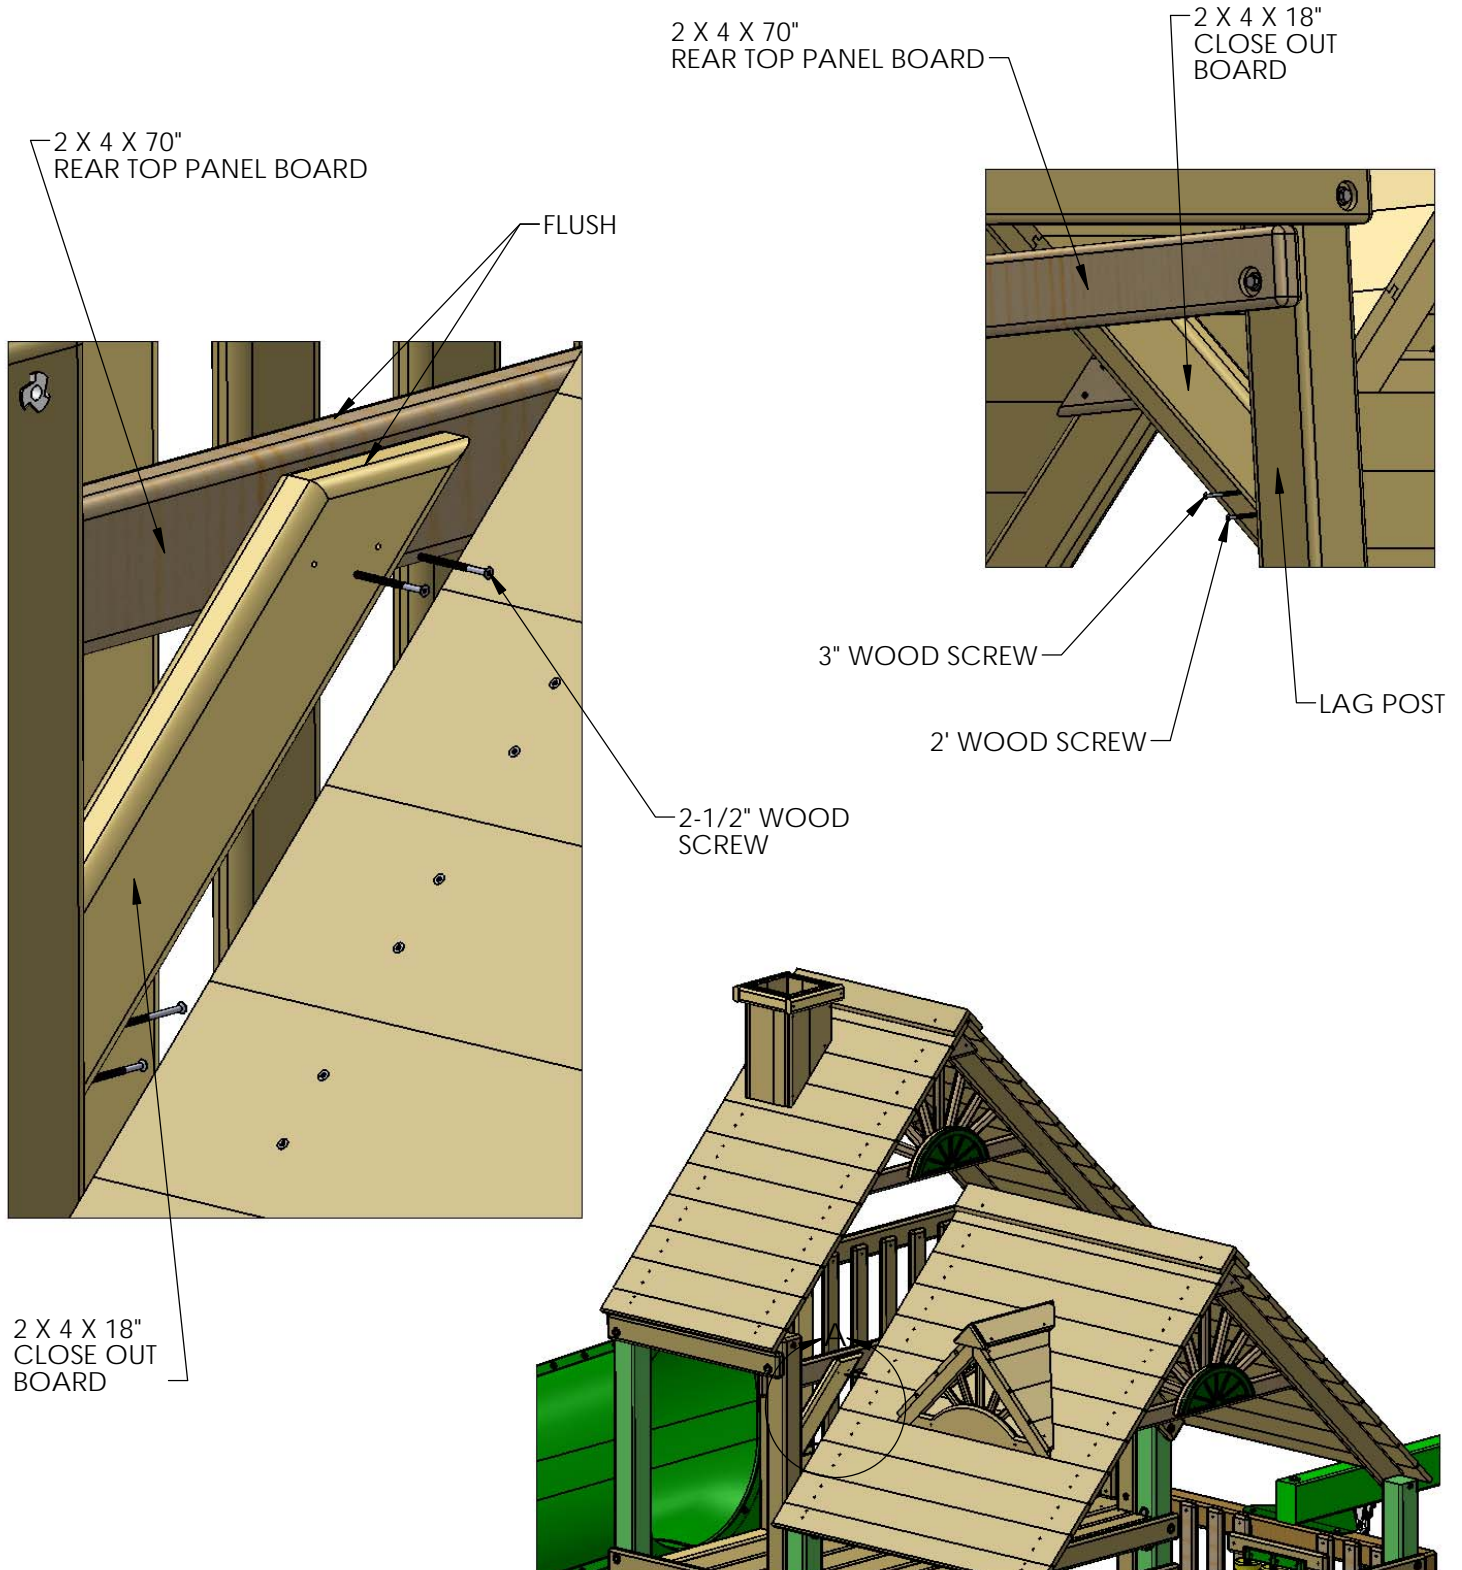 2 X 4 X 70"
REAR TOP PANEL BOARD
2 X 4 X 18"
CLOSE OUT
BOARD
2 X 4 X 70"
REAR TOP PANEL BOARD
FLUSH
3" WOOD SCREW
LAG POST
2' WOOD SCREW
2-1/2" WOOD
SCREW
2 X 4 X 18"
CLOSE OUT
BOARD
A